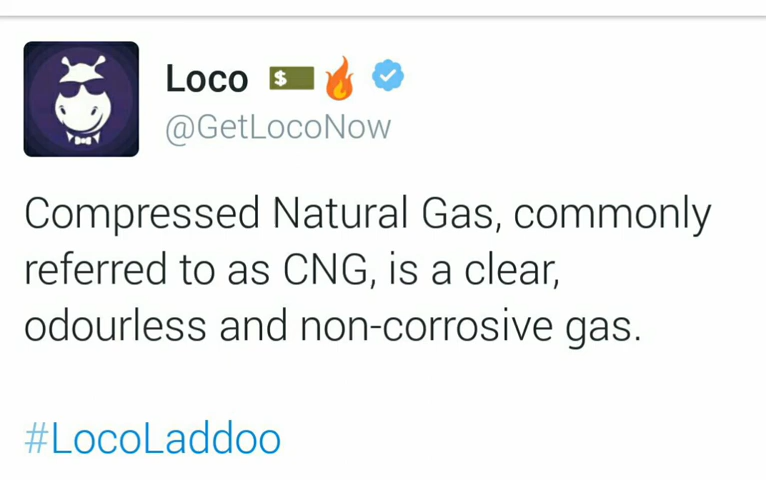 Loco
@GetLocoNow
Compressed Natural Gas, commonly
referred to as CNG, is a clear,
odourless and non-corrosive gas.
#LocoLaddoo